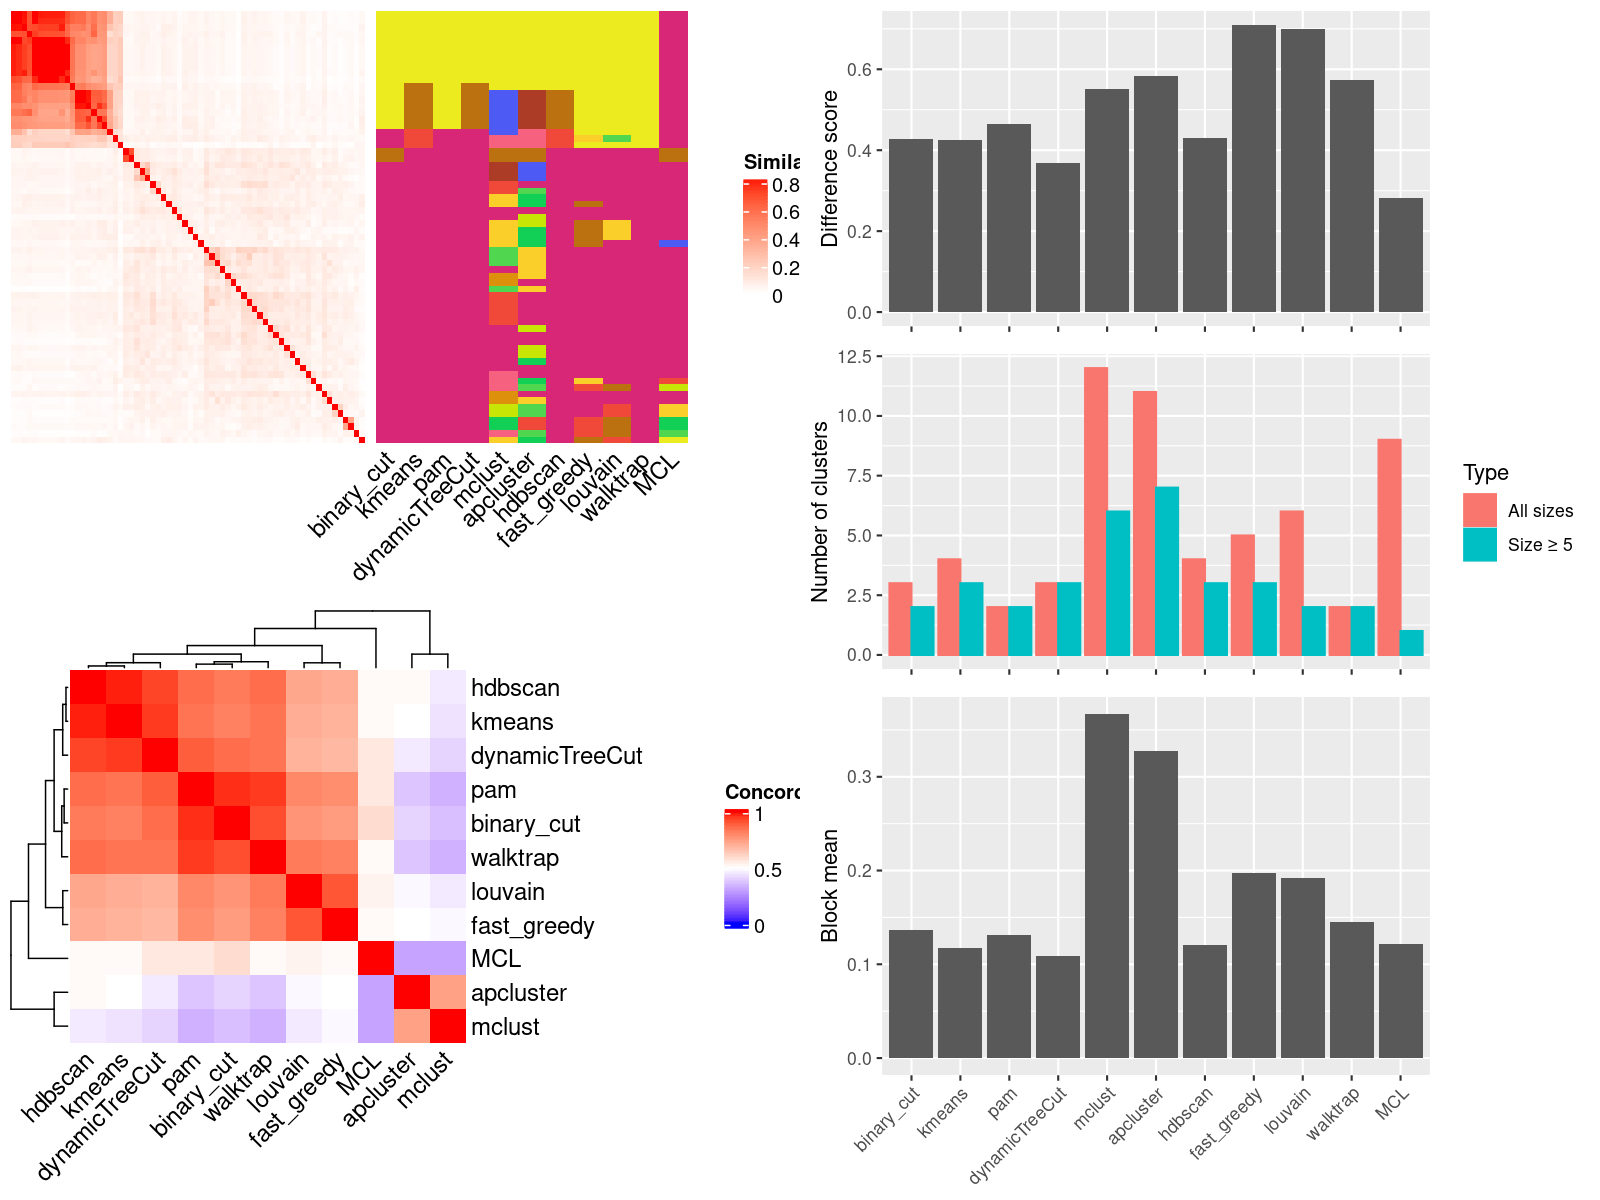 Simila
0.8
0.6
0.4
0.2
0
binary_cut
kmeans
pam
dynamicTreeCut
mclust
apcluster
hdbscan
fast_greedy
louvain
walktrap
MCL
Difference score
0.6
0.4
0.2
0.0
Number of clusters
12.5
10.0
7.5
5.0
2.5
0.0
Type
All sizes
Size ≥ 5
hdbscan
kmeans
dynamicTreeCut
pam
binary_cut
walktrap
louvain
fast_greedy
MCL
apcluster
mclust
hdbscan
kmeans
dynamicTreeCut
pam
binary_cut
walktrap
louvain
fast_greedy
MCL
apcluster
mclust
Concord
1
0.5
0
Block mean
0.3
0.2
0.1
0.0
binary_cut
kmeans
pam
dynamicTreeCut
mclust
apcluster
hdbscan
fast_greedy
louvain
walktrap
MCL